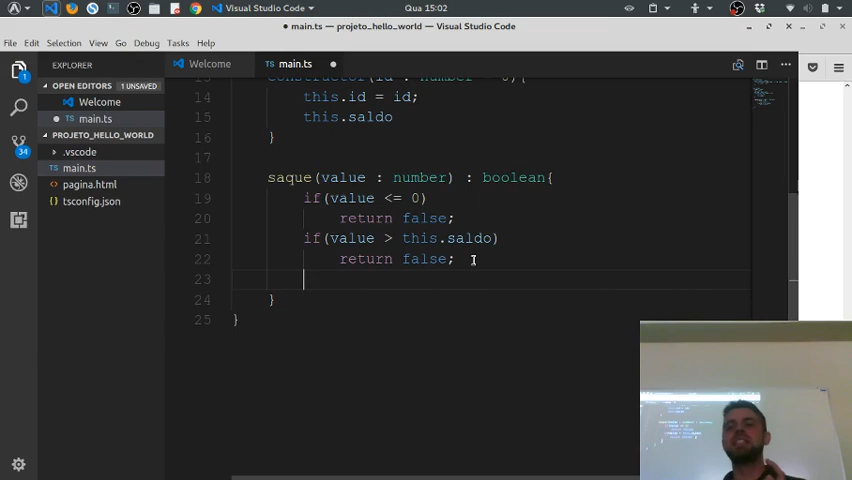 Visual Studio Code
Qua 15:02
● main.ts - projeto_hello_world - Visual Studio Code
File Edit Selection View Go Debug Tasks Help
EXPLORER
Welcome
main.ts ●
OPEN EDITORS 1 UNSAVED
Welcome
● main.ts
PROJETO_HELLO_WORLD
.vscode
TS main.ts
pagina.html
tsconfig.json
1
34
14 this.id = id;
15 this.saldo
16 }
17
18 saque(value : number) : boolean{
19 if(value <= 0)
20 return false;
21 if(value > this.saldo)
22 return false;
23
24 }
25 }